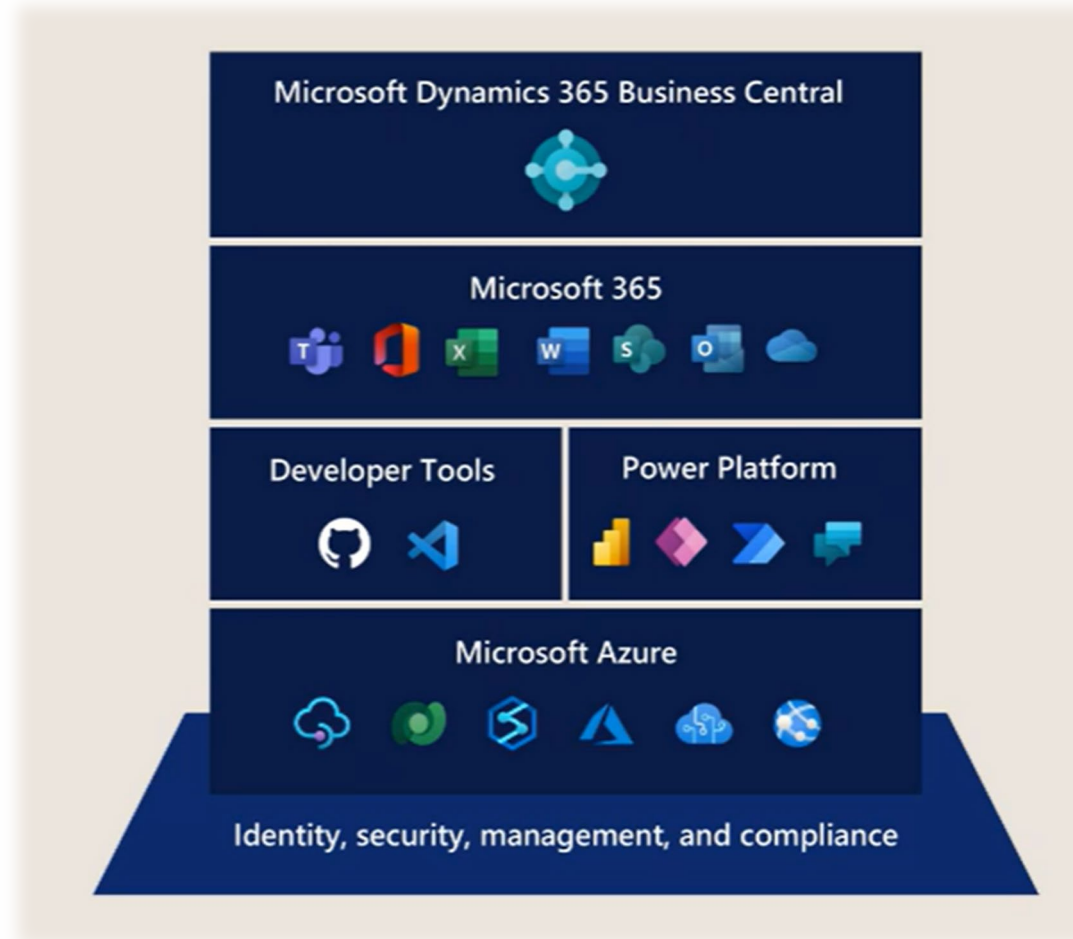 Microsoft Dynamics 365 Business Central
Microsoft 365
T
X
W
S
O
Developer Tools
Power Platform
Microsoft Azure
Identity, security, management, and compliance